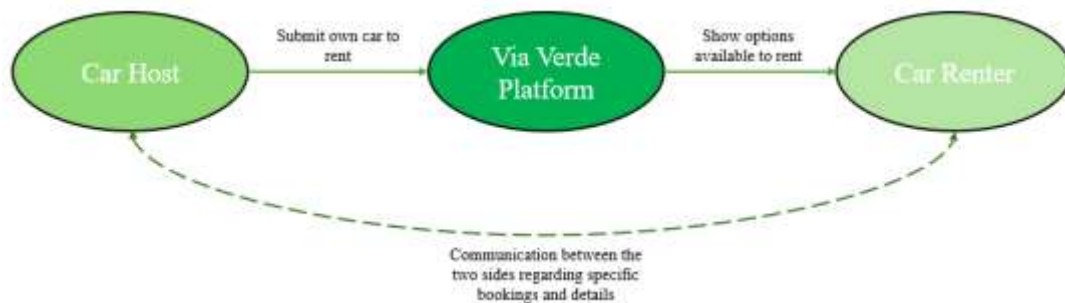 Car Host
Submit own car to
rent
Via Verde
Platform
Show options
available to rent
Car Renter
Communication between the
two sides regarding specific
bookings and details